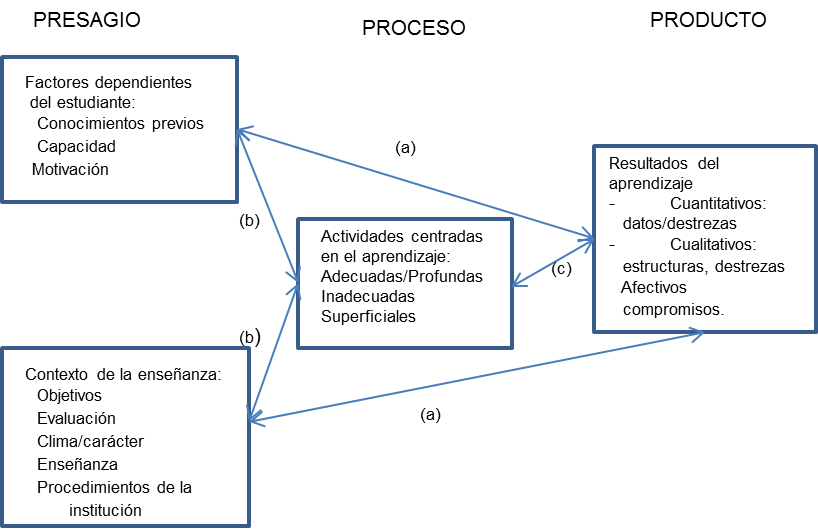 PRESAGIO
PROCESO
PRODUCTO
Factores dependientes
del estudiante:
Conocimientos previos
Capacidad
Motivación
(a)
Resultados del
aprendizaje
- Cuantitativos:
datos/destrezas
- Cualitativos:
estructuras, destrezas
Afectivos
compromisos.
(b)
Actividades centradas
en el aprendizaje:
Adecuadas/Profundas
Inadecuadas
Superficiales
(c)
(b)
Contexto de la enseñanza:
Objetivos
Evaluación
Clima/carácter
Enseñanza
Procedimientos de la
institución
(a)